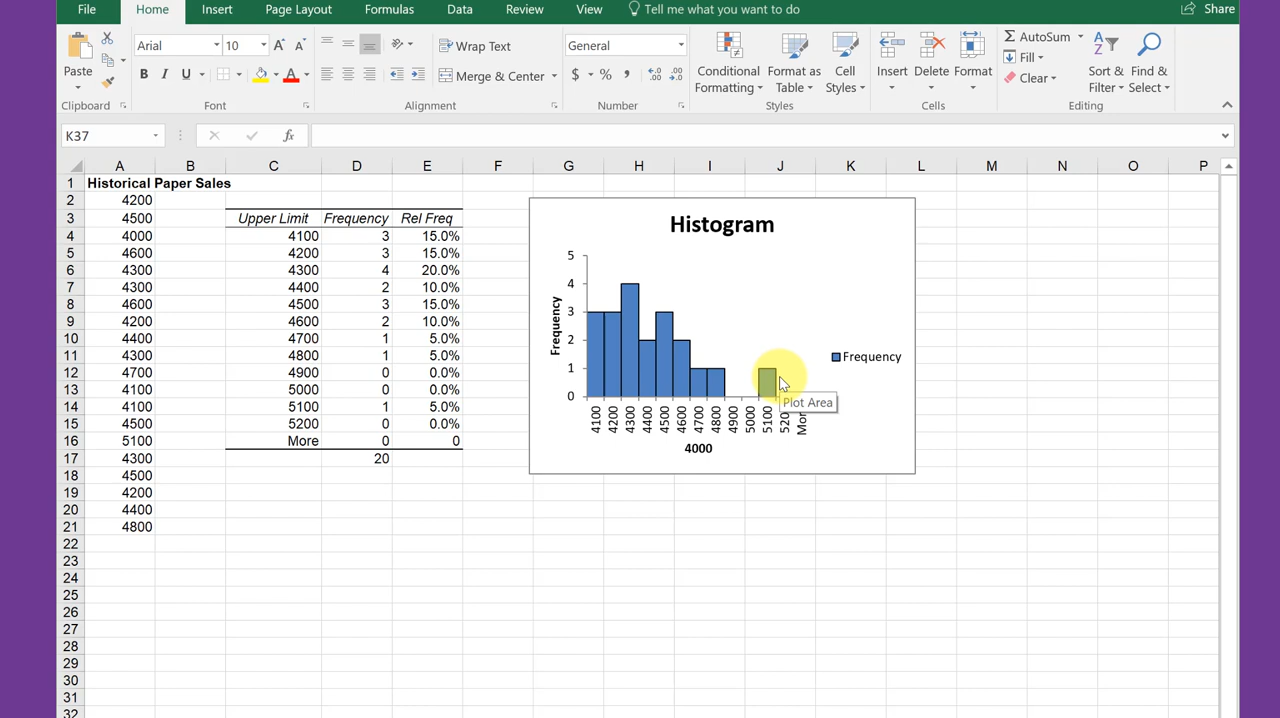 File Home Insert Page Layout Formulas Data Review View Tell me what you want to do Share
Arial 10 A A Wrap Text General AutoSum
Fill
Paste B I U A Merge & Center $ % , Conditional Formatting Format as Table Cell Styles Insert Delete Format Clear Sort & Filter Find & Select
Clipboard Font Alignment Number Styles Cells Editing
K37 fx
A B C D E F G H I J K L M N O P
1 Historical Paper Sales
2 4200
3 4500 Upper Limit Frequency Rel Freq
4 4000 4100 3 15.0%
5 4600 4200 3 15.0%
6 4300 4300 4 20.0%
7 4300 4400 2 10.0%
8 4600 4500 3 15.0%
9 4200 4600 2 10.0%
10 4400 4700 1 5.0%
11 4300 4800 1 5.0%
12 4700 4900 0 0.0%
13 4100 5000 0 0.0%
14 4100 5100 1 5.0%
15 4500 5200 0 0.0%
16 5100 More 0 0
17 4300 20
18 4500
19 4200
20 4400
21 4800
22
23
24
25
26
27
28
29
30
31
32
Histogram
Frequency
5
4
3
2
1
0
4100 4200 4300 4400 4500 4600 4700 4800 4900 5000 5100
4000
Frequency
Plot Area